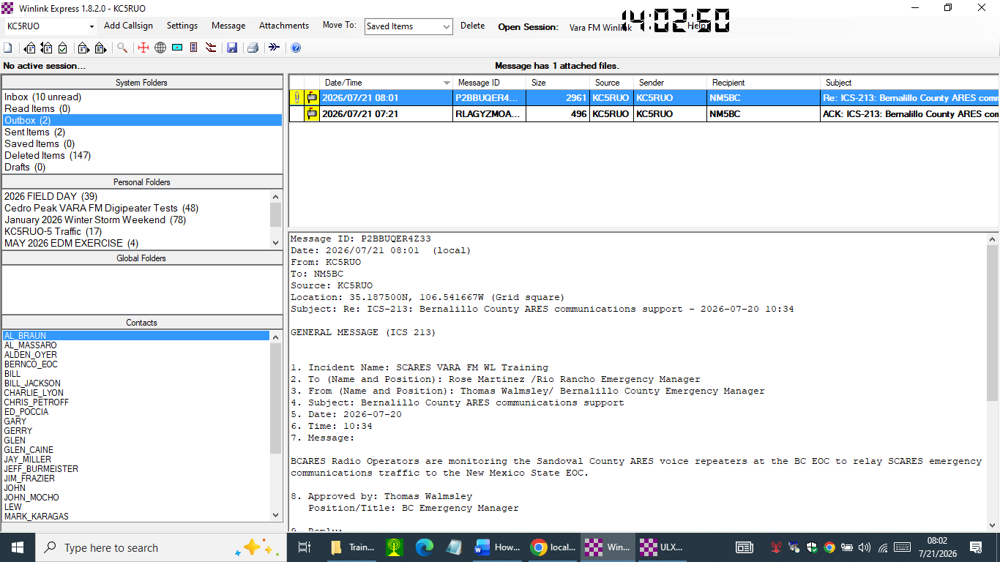 Winlink Express 1.8.2.0 - KC5RUO
KC5RUO Add Callsign Settings Message Attachments Move To: Saved Items Delete Open Session: Vara FM Winlink Help
14:02:50
No active session... Message has 1 attached files.
System Folders
Inbox (10 unread)
Read Items (0)
Outbox (2)
Sent Items (2)
Saved Items (0)
Deleted Items (147)
Drafts (0)
Personal Folders
2026 FIELD DAY (39)
Cedro Peak VARA FM Digipeater Tests (48)
January 2026 Winter Storm Weekend (78)
KC5RUO-5 Traffic (17)
MAY 2026 EDM EXERCISE (4)
Global Folders
Contacts
AL_BRAUN
AL_MASSARO
ALDEN_OYER
BERNCO_EOC
BILL
BILL_JACKSON
CHARLIE_LYON
CHRIS_PETROFF
ED_POCCIA
GARY
GERRY
GLEN
GLEN_CAINE
JAY_MILLER
JEFF_BURMEISTER
JIM_FRAZIER
JOHN
JOHN_MOCHO
LEW
MARK_KARAGAS
Date/Time Message ID Size Source Sender Recipient Subject
2026/07/21 08:01 P2BBUQER4... 2961 KC5RUO KC5RUO NM5BC Re: ICS-213: Bernalillo County ARES com
2026/07/21 07:21 RLAGYZMOA... 496 KC5RUO KC5RUO NM5BC ACK: ICS-213: Bernalillo County ARES con
Message ID: P2BBUQER4Z33
Date: 2026/07/21 08:01 (local)
From: KC5RUO
To: NM5BC
Source: KC5RUO
Location: 35.187500N, 106.541667W (Grid square)
Subject: Re: ICS-213: Bernalillo County ARES communications support - 2026-07-20 10:34
GENERAL MESSAGE (ICS 213)
1. Incident Name: SCARES VARA FM WL Training
2. To (Name and Position): Rose Martinez /Rio Rancho Emergency Manager
3. From (Name and Position): Thomas Walmsley/ Bernalillo County Emergency Manager
4. Subject: Bernalillo County ARES communications support
5. Date: 2026-07-20
6. Time: 10:34
7. Message:
BCARES Radio Operators are monitoring the Sandoval County ARES voice repeaters at the BC EOC to relay SCARES emergency
communications traffic to the New Mexico State EOC.
8. Approved by: Thomas Walmsley
Position/Title: BC Emergency Manager
9. Reply:
Type here to search Train... How... local... Win... ULX... 08:02
7/21/2026